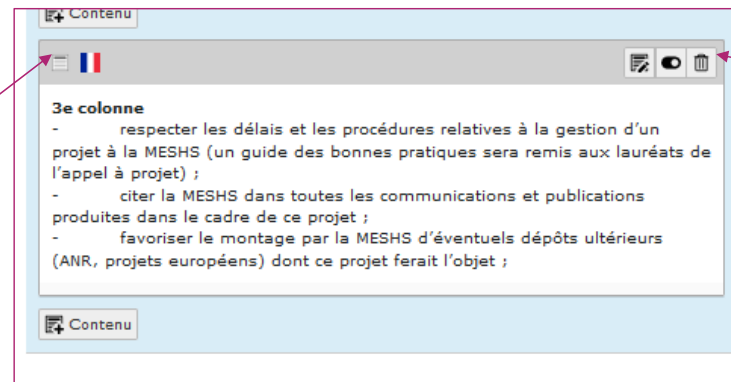 Contenu
3e colonne
- respecter les délais et les procédures relatives à la gestion d’un
projet à la MESHS (un guide des bonnes pratiques sera remis aux lauréats de
l’appel à projet) ;
- citer la MESHS dans toutes les communications et publications
produites dans le cadre de ce projet ;
- favoriser le montage par la MESHS d’éventuels dépôts ultérieurs
(ANR, projets européens) dont ce projet ferait l’objet ;
Contenu